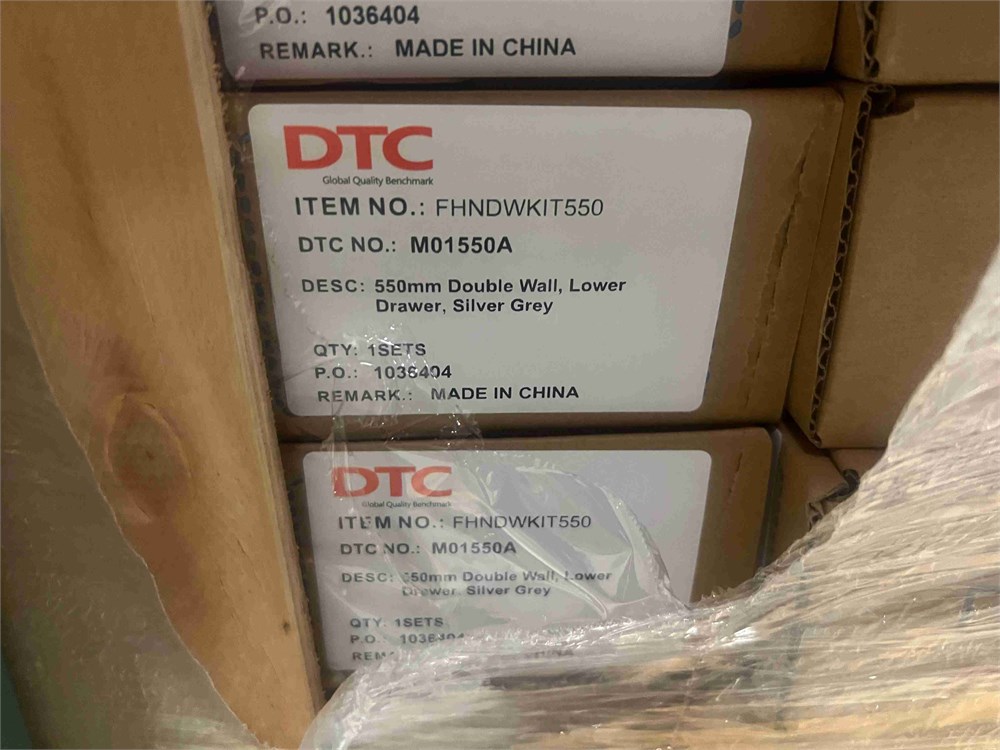 P.O.: 1036404
REMARK.: MADE IN CHINA
DTC
Global Quality Benchmark
ITEM NO.: FHNDWKIT550
DTC NO.: M01550A
DESC: 550mm Double Wall, Lower
Drawer, Silver Grey
QTY: 1SETS
P.O.: 1036404
REMARK.: MADE IN CHINA
DTC
Global Quality Benchmark
ITEM NO.: FHNDWKIT550
DTC NO.: M01550A
DESC: 550mm Double Wall, Lower
Drawer, Silver Grey
QTY: 1SETS
P.O. 1036404